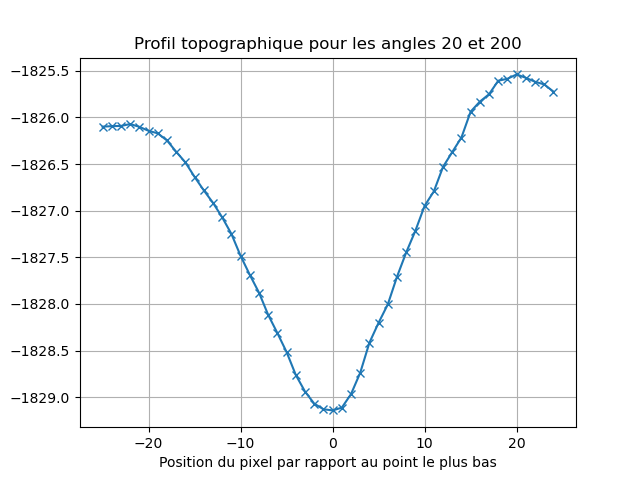 Profil topographique pour les angles 20 et 200
−1825.5
−1826.0
−1826.5
−1827.0
−1827.5
−1828.0
−1828.5
−1829.0
−20 −10 0 10 20
Position du pixel par rapport au point le plus bas